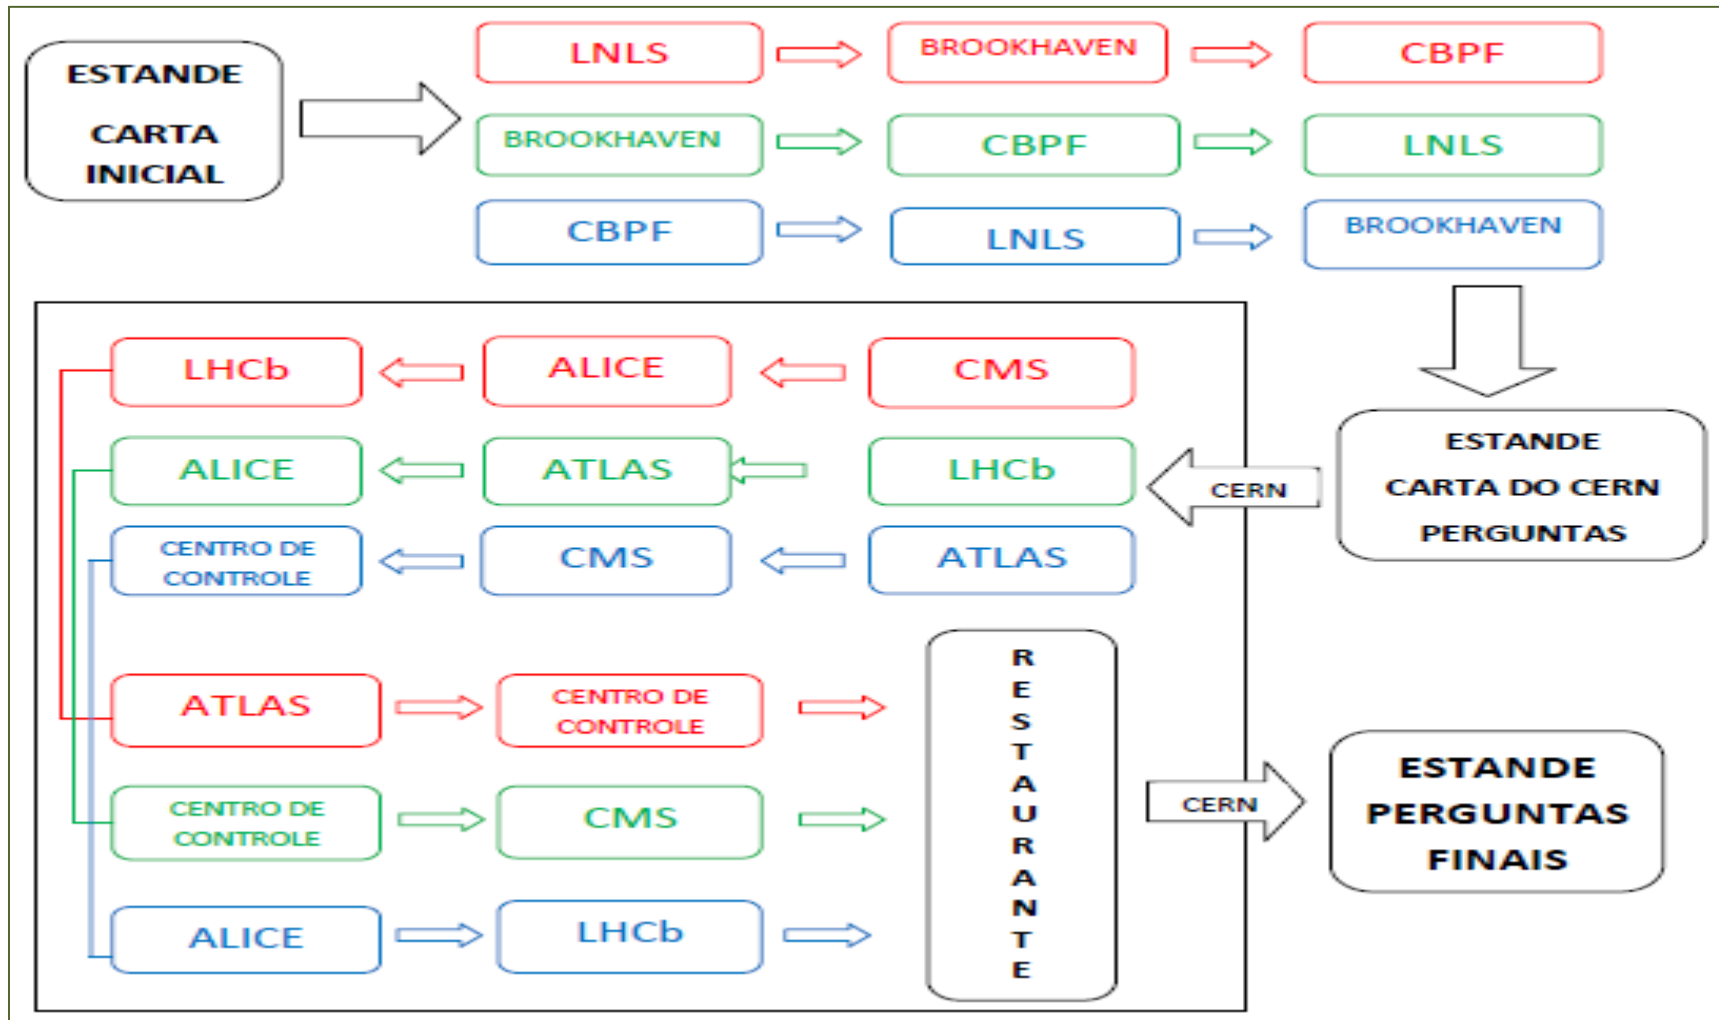 ESTANDE
CARTA
INICIAL
LNLS
BROOKHAVEN
CBPF
BROOKHAVEN
CBPF
LNLS
CBPF
LNLS
BROOKHAVEN
ESTANDE
CARTA DO CERN
PERGUNTAS
CERN
CMS
ALICE
LHCb
LHCb
ATLAS
ALICE
ATLAS
CMS
CENTRO DE
CONTROLE
ATLAS
CENTRO DE
CONTROLE
CENTRO DE
CONTROLE
CMS
ALICE
LHCb
RESTAURANTE
CERN
ESTANDE
PERGUNTAS
FINAIS